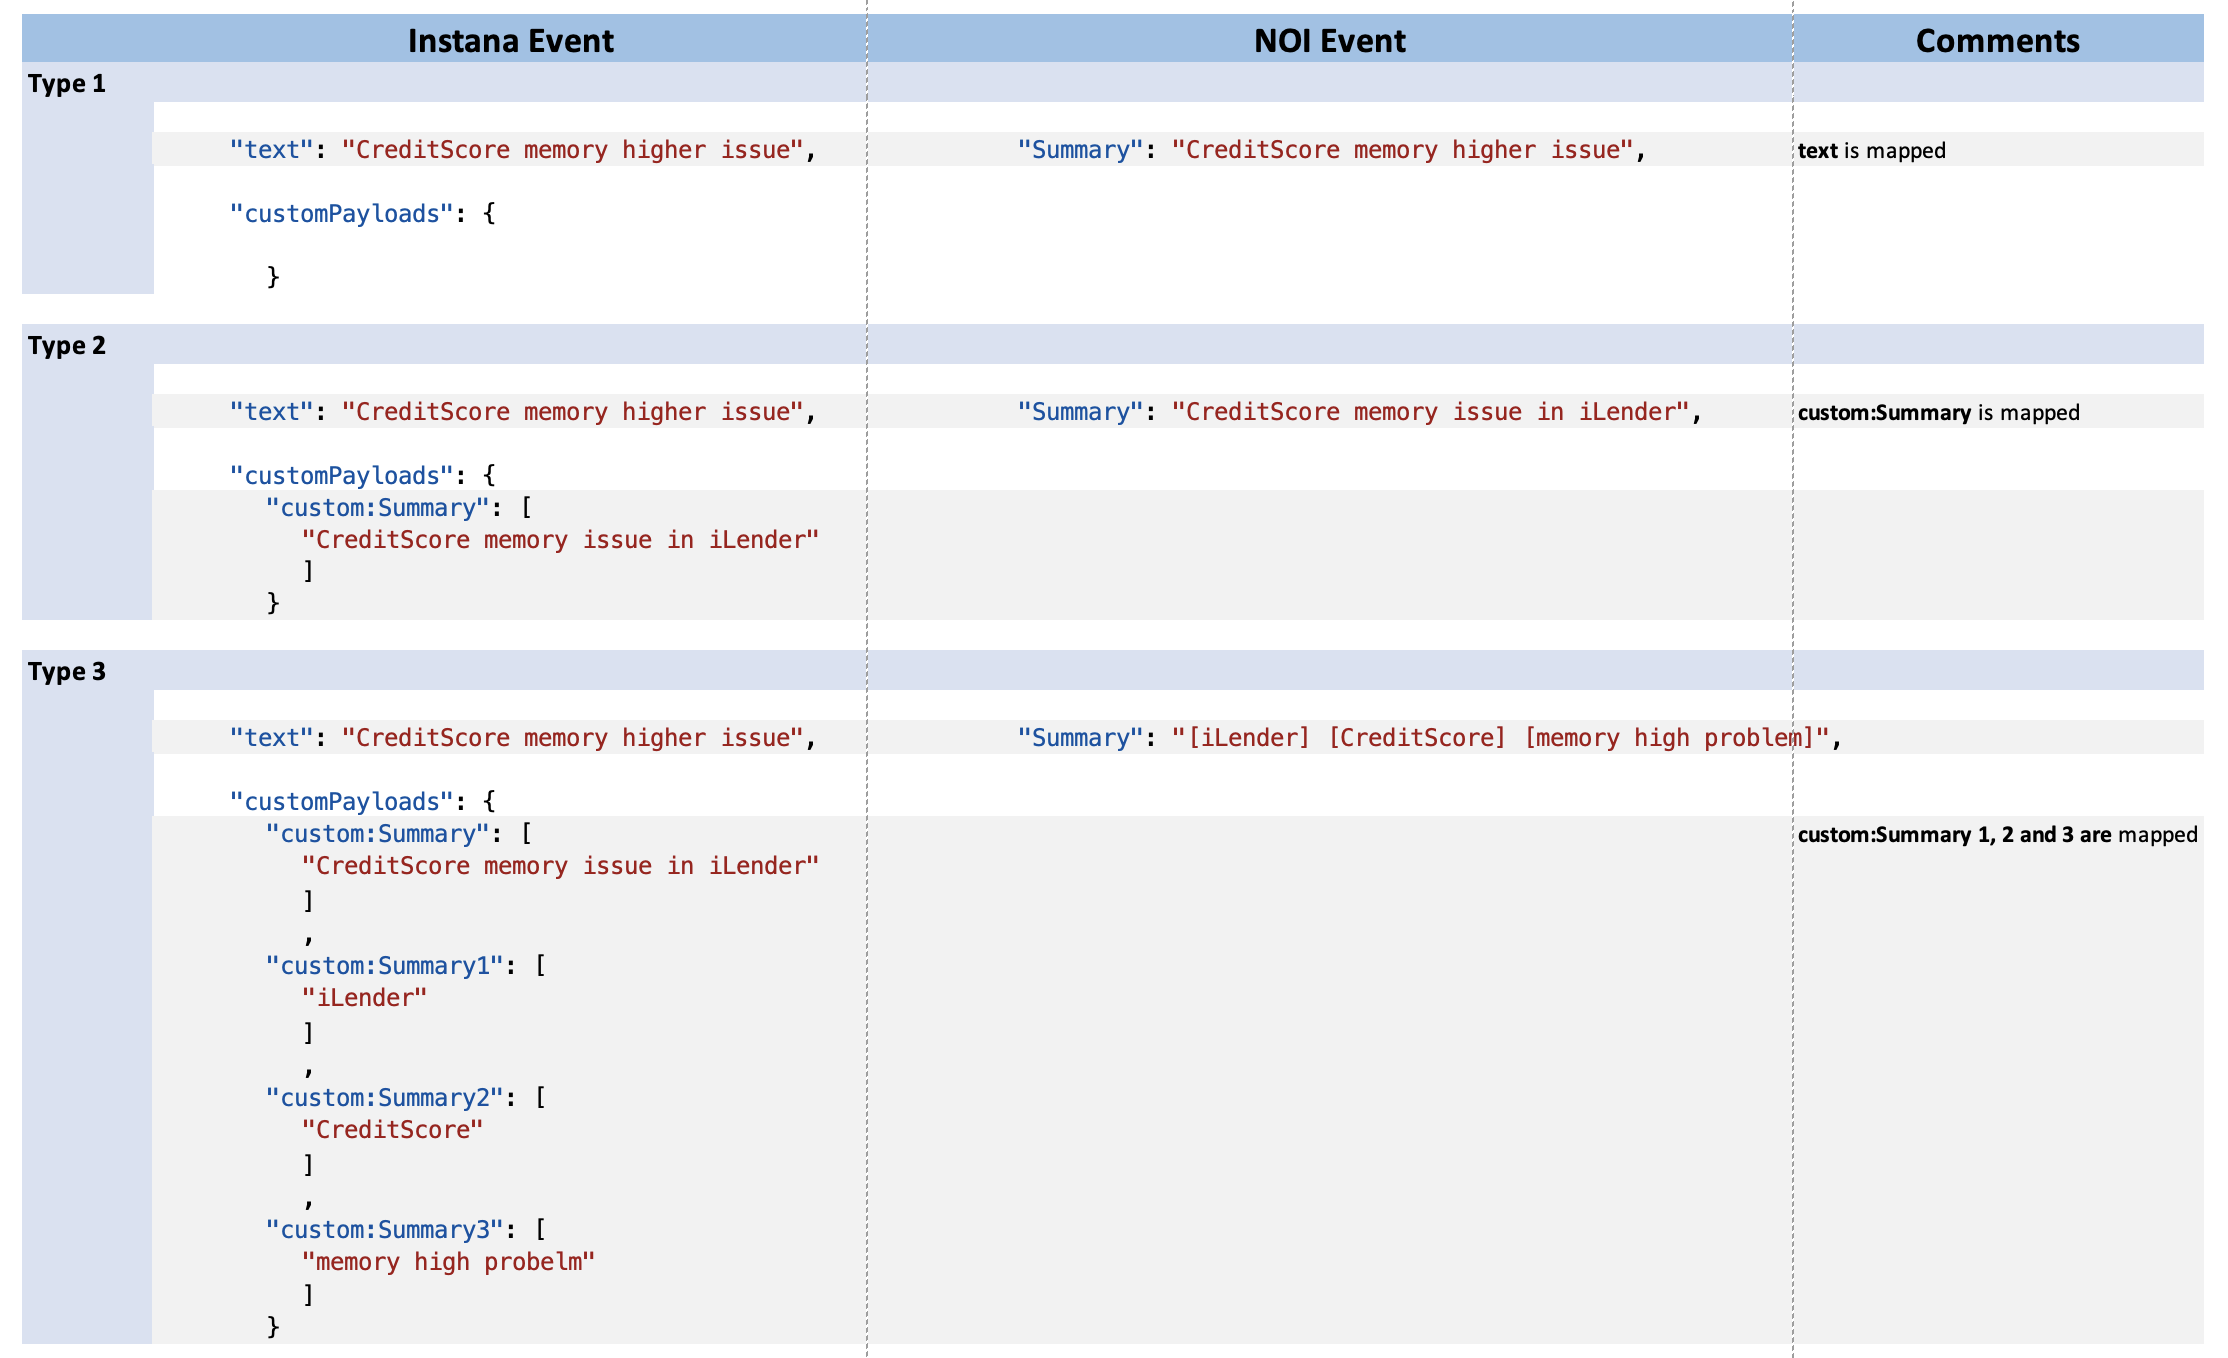 Instana Event NOI Event Comments
Type 1
"text": "CreditScore memory higher issue", "Summary": "CreditScore memory higher issue", text is mapped
"customPayloads": {
}
Type 2
"text": "CreditScore memory higher issue", "Summary": "CreditScore memory issue in iLender", custom:Summary is mapped
"customPayloads": {
"custom:Summary": [
"CreditScore memory issue in iLender"
]
}
Type 3
"text": "CreditScore memory higher issue", "Summary": "[iLender] [CreditScore] [memory high problem]",
"customPayloads": {
"custom:Summary": [ custom:Summary 1, 2 and 3 are mapped
"CreditScore memory issue in iLender"
]
,
"custom:Summary1": [
"iLender"
]
,
"custom:Summary2": [
"CreditScore"
]
,
"custom:Summary3": [
"memory high probelm"
]
}